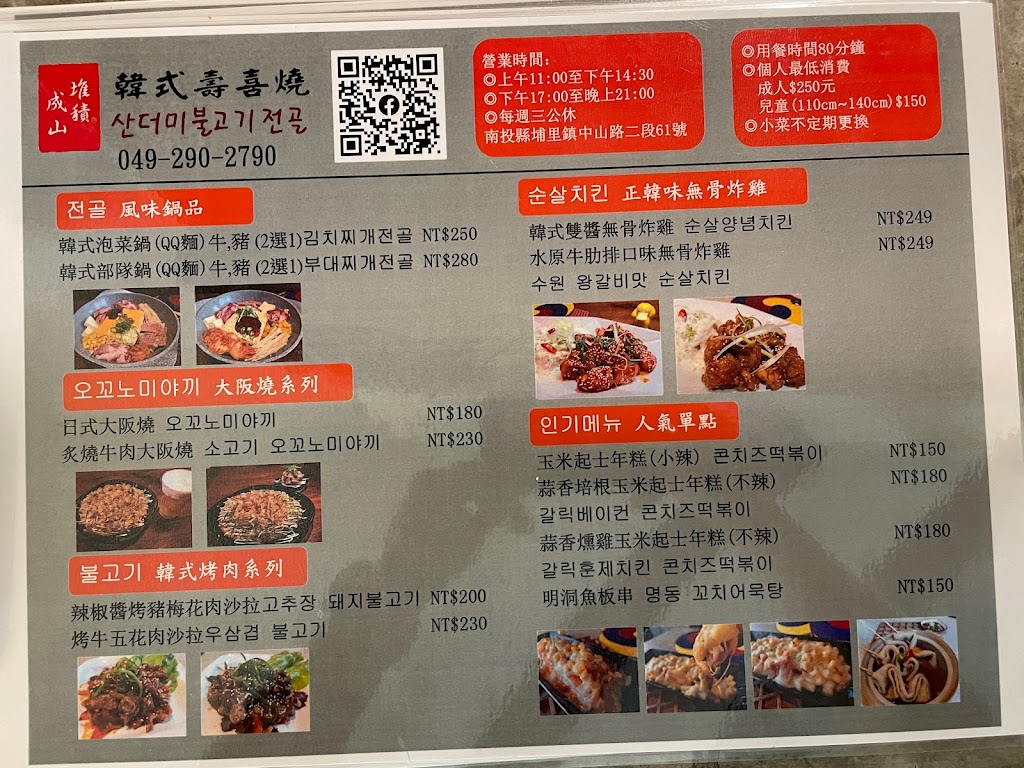 堆積
成山
韓式壽喜燒
산더미불고기전골
049-290-2790
營業時間:
◎上午11:00至下午14:30
◎下午17:00至晚上21:00
◎每週三公休
南投縣埔里鎮中山路二段61號
◎用餐時間80分鐘
◎個人最低消費
成人$250元
兒童(110cm~140cm)$150
◎小菜不定期更換
전골 風味鍋品
韓式泡菜鍋(QQ麵)牛,豬(2選1)김치찌개전골 NT$250
韓式部隊鍋(QQ麵)牛,豬(2選1)부대찌개전골 NT$280
오꼬노미야끼 大阪燒系列
日式大阪燒 오꼬노미야끼 NT$180
炙燒牛肉大阪燒 소고기 오꼬노미야끼 NT$230
불고기 韓式烤肉系列
辣椒醬烤豬梅花肉沙拉고추장 돼지불고기 NT$200
烤牛五花肉沙拉우삼겹 불고기 NT$230
순살치킨 正韓味無骨炸雞
韓式雙醬無骨炸雞 순살양념치킨 NT$249
水原牛肋排口味無骨炸雞 NT$249
수원 왕갈비맛 순살치킨
인기메뉴 人氣單點
玉米起士年糕(小辣) 콘치즈떡볶이 NT$150
蒜香培根玉米起士年糕(不辣) NT$180
갈릭베이컨 콘치즈떡볶이
蒜香燻雞玉米起士年糕(不辣) NT$180
갈릭훈제치킨 콘치즈떡볶이
明洞魚板串 명동 꼬치어묵탕 NT$150